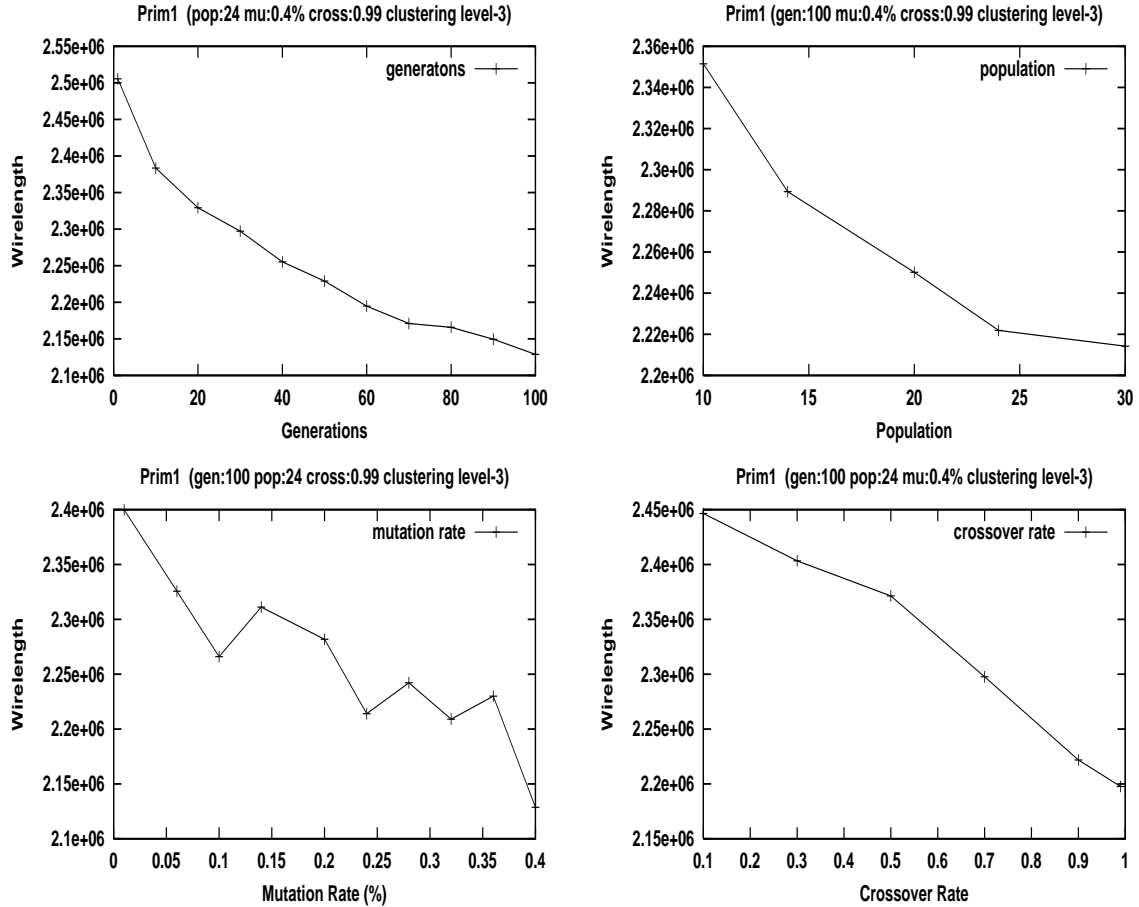 Prim1 (pop:24 mu:0.4% cross:0.99 clustering level-3)
2.55e+06
2.5e+06
2.45e+06
2.4e+06
2.35e+06
2.3e+06
2.25e+06
2.2e+06
2.15e+06
2.1e+06
Wirelength
generatons
0 20 40 60 80 100
Generations
Prim1 (gen:100 mu:0.4% cross:0.99 clustering level-3)
2.36e+06
2.34e+06
2.32e+06
2.3e+06
2.28e+06
2.26e+06
2.24e+06
2.22e+06
2.2e+06
Wirelength
population
10 15 20 25 30
Population
Prim1 (gen:100 pop:24 cross:0.99 clustering level-3)
2.4e+06
2.35e+06
2.3e+06
2.25e+06
2.2e+06
2.15e+06
2.1e+06
Wirelength
mutation rate
0 0.05 0.1 0.15 0.2 0.25 0.3 0.35 0.4
Mutation Rate (%)
Prim1 (gen:100 pop:24 mu:0.4% clustering level-3)
2.45e+06
2.4e+06
2.35e+06
2.3e+06
2.25e+06
2.2e+06
2.15e+06
Wirelength
crossover rate
0.1 0.2 0.3 0.4 0.5 0.6 0.7 0.8 0.9 1
Crossover Rate